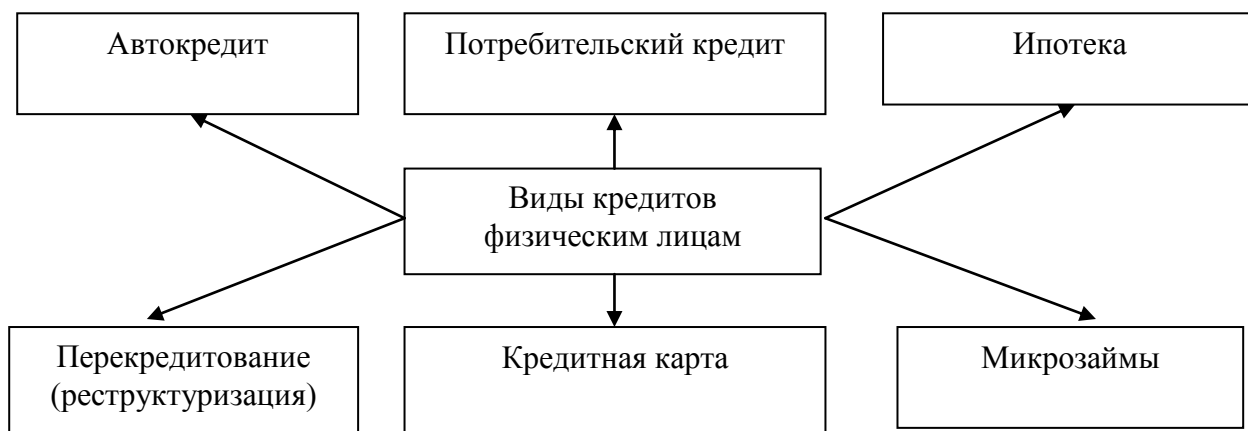 Автокредит
Потребительский кредит
Ипотека
Виды кредитов
физическим лицам
Перекредитование
(реструктуризация)
Кредитная карта
Микрозаймы